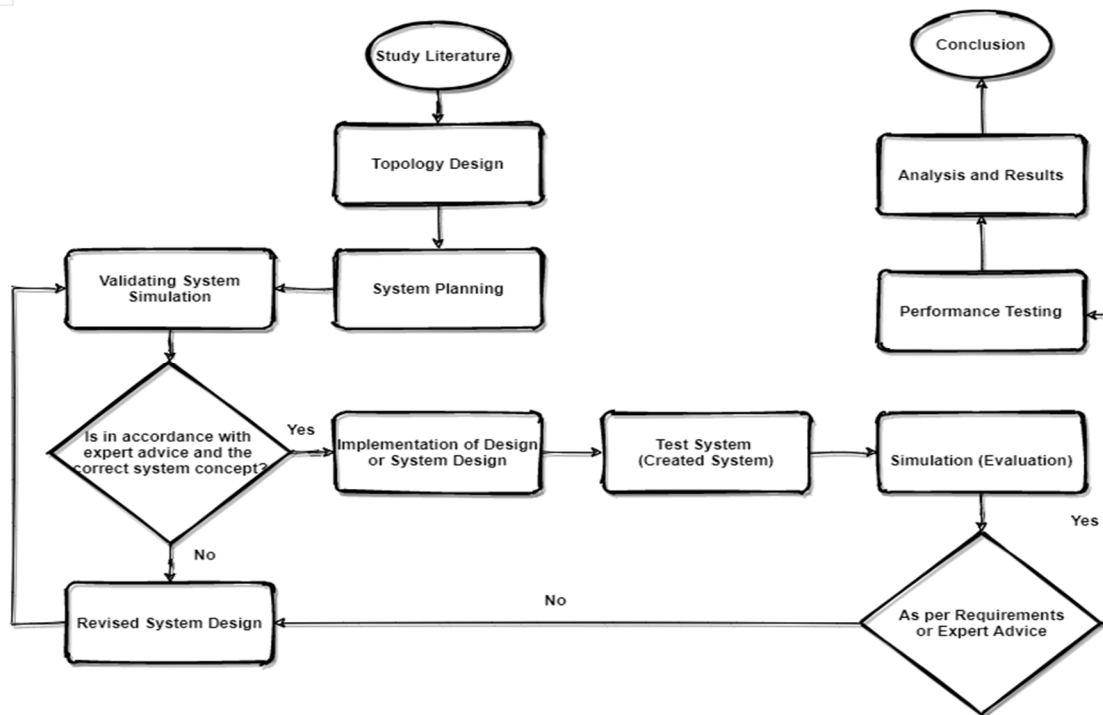 Study Literature
Topology Design
System Planning
Validating System
Simulation
Is in accordance with
expert advice and the
correct system concept?
Yes
No
Revised System Design
Implementation of Design
or System Design
Test System
(Created System)
Simulation (Evaluation)
As per Requirements
or Expert Advice
No
Yes
Performance Testing
Analysis and Results
Conclusion